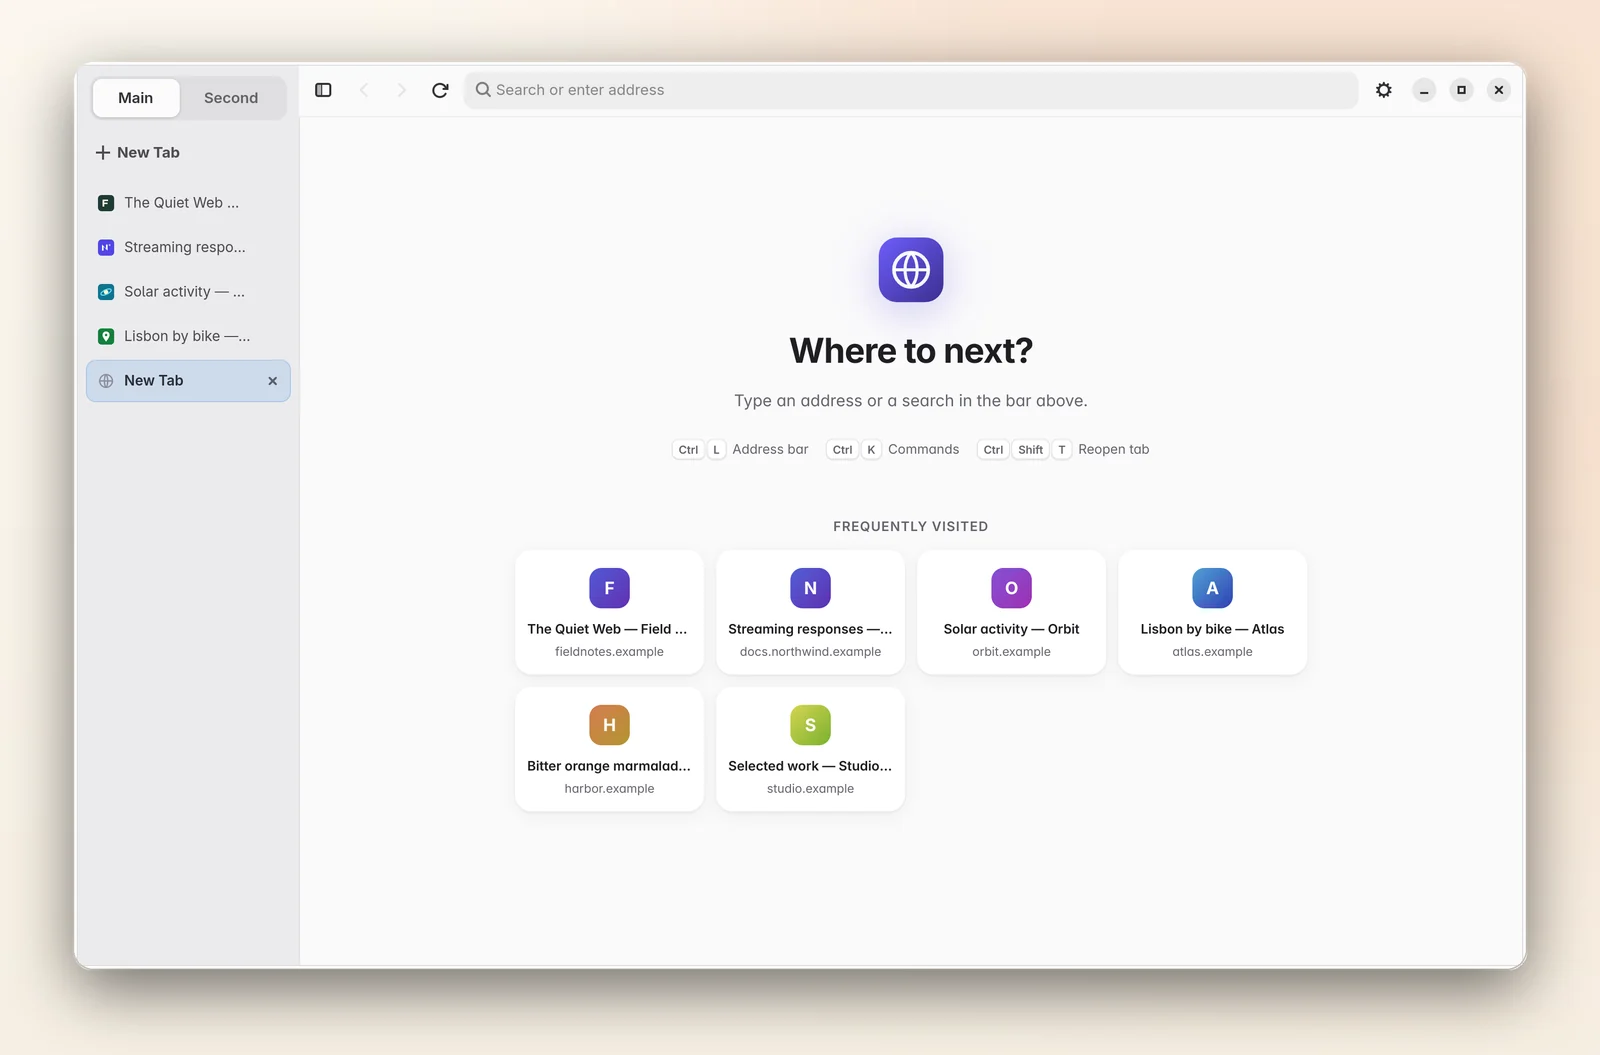 Main Second
Search or enter address
New Tab
F The Quiet Web ...
N Streaming respo...
Solar activity — ...
Lisbon by bike —...
New Tab
Where to next?
Type an address or a search in the bar above.
Ctrl L Address bar Ctrl K Commands Ctrl Shift T Reopen tab
FREQUENTLY VISITED
F
The Quiet Web — Field ...
fieldnotes.example
N
Streaming responses —...
docs.northwind.example
O
Solar activity — Orbit
orbit.example
A
Lisbon by bike — Atlas
atlas.example
H
Bitter orange marmalad...
harbor.example
S
Selected work — Studio...
studio.example